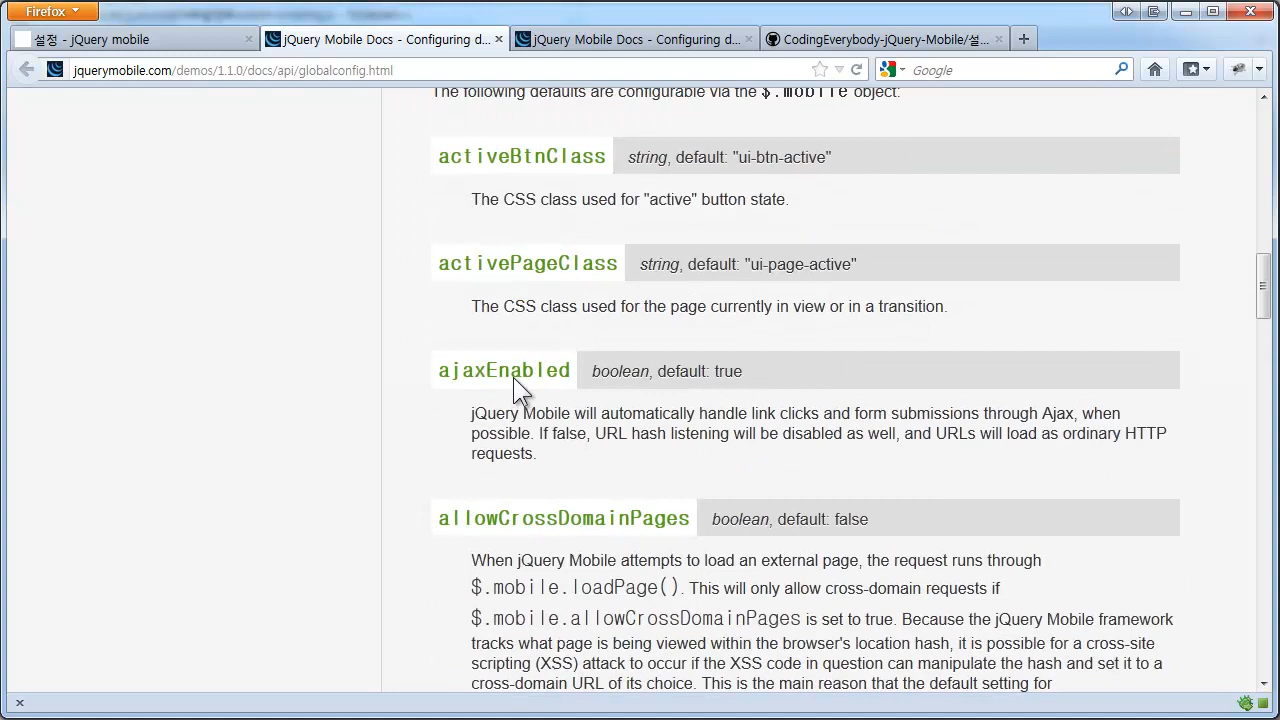 Firefox
설정 - jQuery mobile
jQuery Mobile Docs - Configuring d...
jQuery Mobile Docs - Configuring d...
CodingEverybody-jQuery-Mobile/설...
jquerymobile.com/demos/1.1.0/docs/api/globalconfig.html
Google
The following defaults are configurable via the $.mobile object:
activeBtnClass string, default: "ui-btn-active"
The CSS class used for "active" button state.
activePageClass string, default: "ui-page-active"
The CSS class used for the page currently in view or in a transition.
ajaxEnabled boolean, default: true
jQuery Mobile will automatically handle link clicks and form submissions through Ajax, when
possible. If false, URL hash listening will be disabled as well, and URLs will load as ordinary HTTP
requests.
allowCrossDomainPages boolean, default: false
When jQuery Mobile attempts to load an external page, the request runs through
$.mobile.loadPage(). This will only allow cross-domain requests if
$.mobile.allowCrossDomainPages is set to true. Because the jQuery Mobile framework
tracks what page is being viewed within the browser's location hash, it is possible for a cross-site
scripting (XSS) attack to occur if the XSS code in question can manipulate the hash and set it to a
cross-domain URL of its choice. This is the main reason that the default setting for